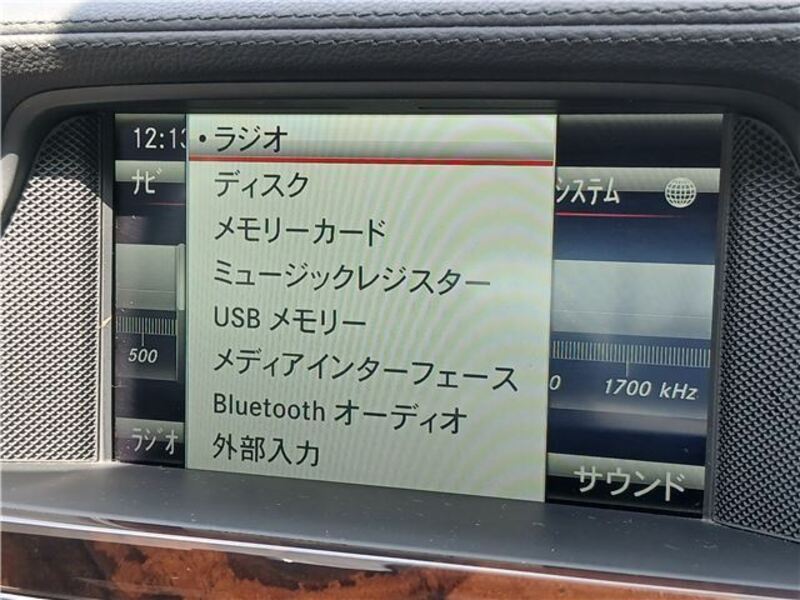 12:13
ナビ
システム
• ラジオ
ディスク
メモリーカード
ミュージックレジスター
USB メモリー
メディアインターフェース
Bluetooth オーディオ
外部入力
500
1700 kHz
ラジオ
サウンド